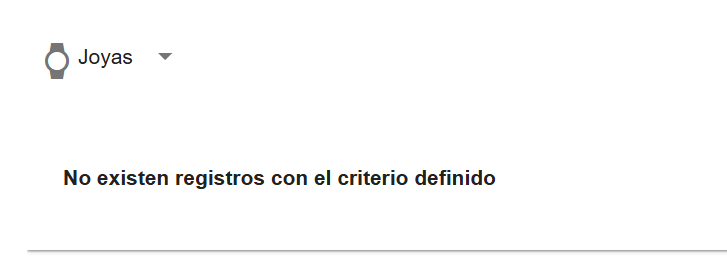 Joyas
No existen registros con el criterio definido